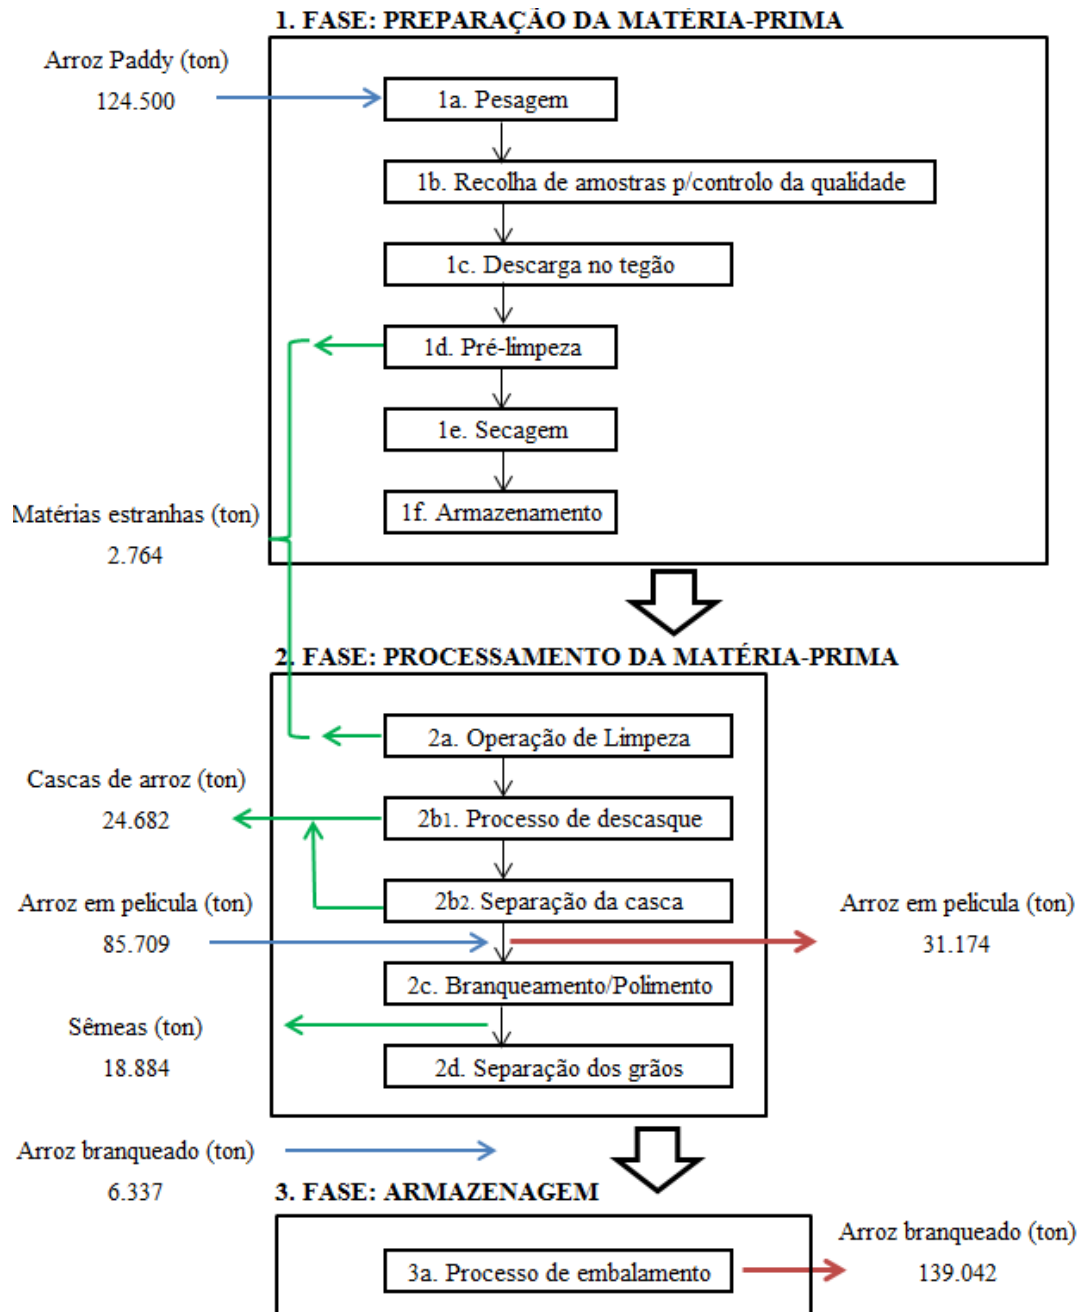 1. FASE: PREPARAÇÃO DA MATÉRIA-PRIMA
Arroz Paddy (ton)
124.500
1a. Pesagem
1b. Recolha de amostras p/controlo da qualidade
1c. Descarga no tegão
1d. Pré-limpeza
1e. Secagem
1f. Armazenamento
Matérias estranhas (ton)
2.764
2. FASE: PROCESSAMENTO DA MATÉRIA-PRIMA
2a. Operação de Limpeza
Cascas de arroz (ton)
24.682
2b1. Processo de descasque
2b2. Separação da casca
Arroz em pelicula (ton)
85.709
Arroz em pelicula (ton)
31.174
2c. Branqueamento/Polimento
Sêmeas (ton)
18.884
2d. Separação dos grãos
Arroz branqueado (ton)
6.337
3. FASE: ARMAZENAGEM
3a. Processo de embalamento
Arroz branqueado (ton)
139.042